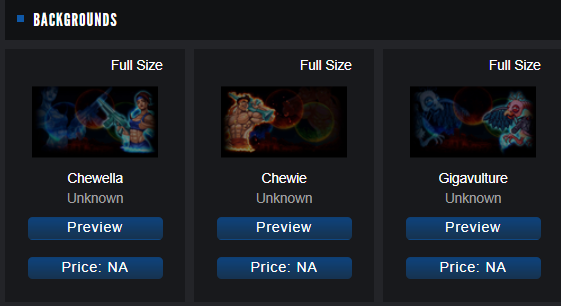 BACKGROUNDS
Full Size
Chewella
Unknown
Preview
Price: NA
Full Size
Chewie
Unknown
Preview
Price: NA
Full Size
Gigavulture
Unknown
Preview
Price: NA